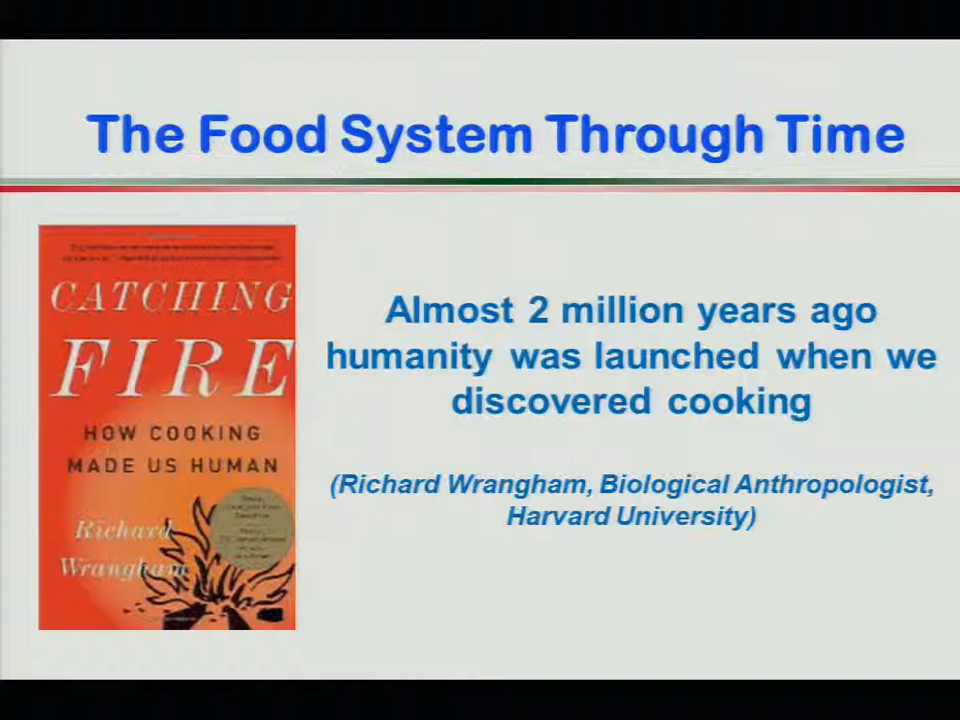 The Food System Through Time
CATCHING
FIRE
HOW COOKING
MADE US HUMAN
Richard
Wrangham
Almost 2 million years ago
humanity was launched when we
discovered cooking
(Richard Wrangham, Biological Anthropologist,
Harvard University)